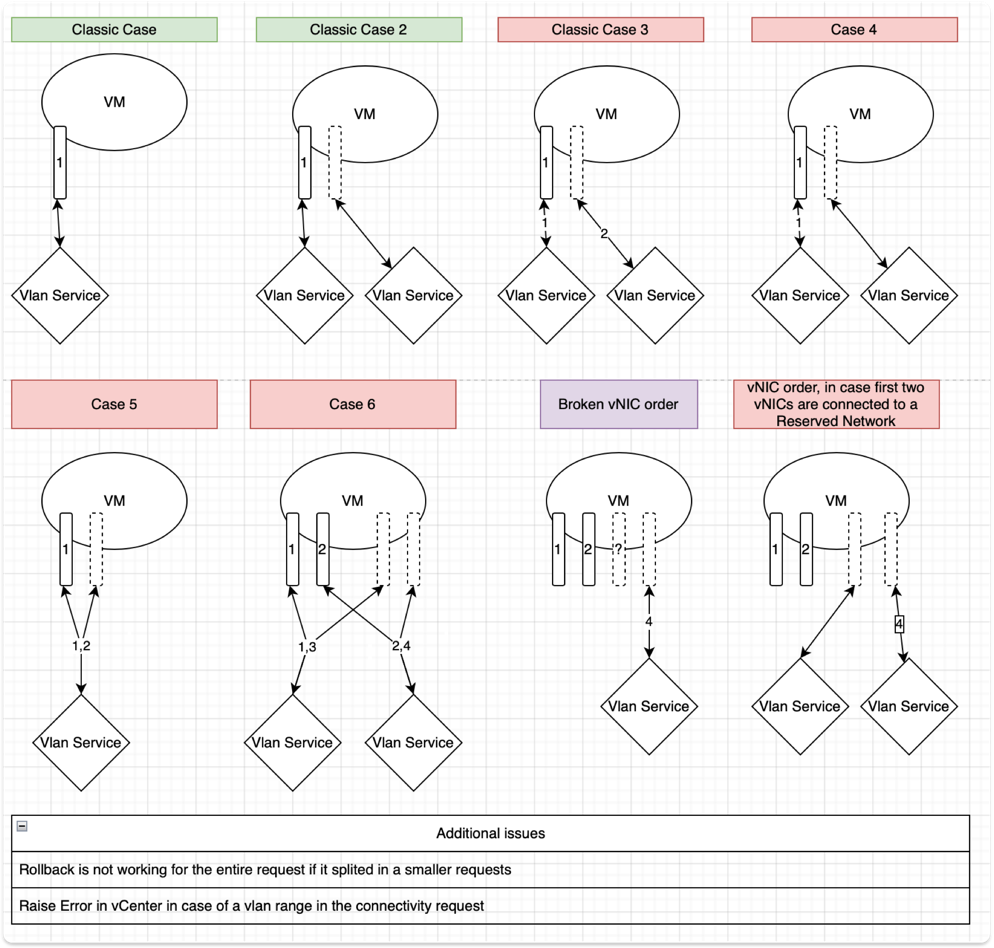 Classic Case
Classic Case 2
Classic Case 3
Case 4
VM
VM
VM
VM
1
1
1
1
1
2
1
Vlan Service
Vlan Service
Vlan Service
Vlan Service
Vlan Service
Vlan Service
Vlan Service
Case 5
Case 6
Broken vNIC order
vNIC order, in case first two
vNICs are connected to a
Reserved Network
VM
VM
VM
VM
1
1
2
1
2
?
1
2
1,2
1,3
2,4
4
4
Vlan Service
Vlan Service
Vlan Service
Vlan Service
Vlan Service
Vlan Service
Additional issues
Rollback is not working for the entire request if it splited in a smaller requests
Raise Error in vCenter in case of a vlan range in the connectivity request